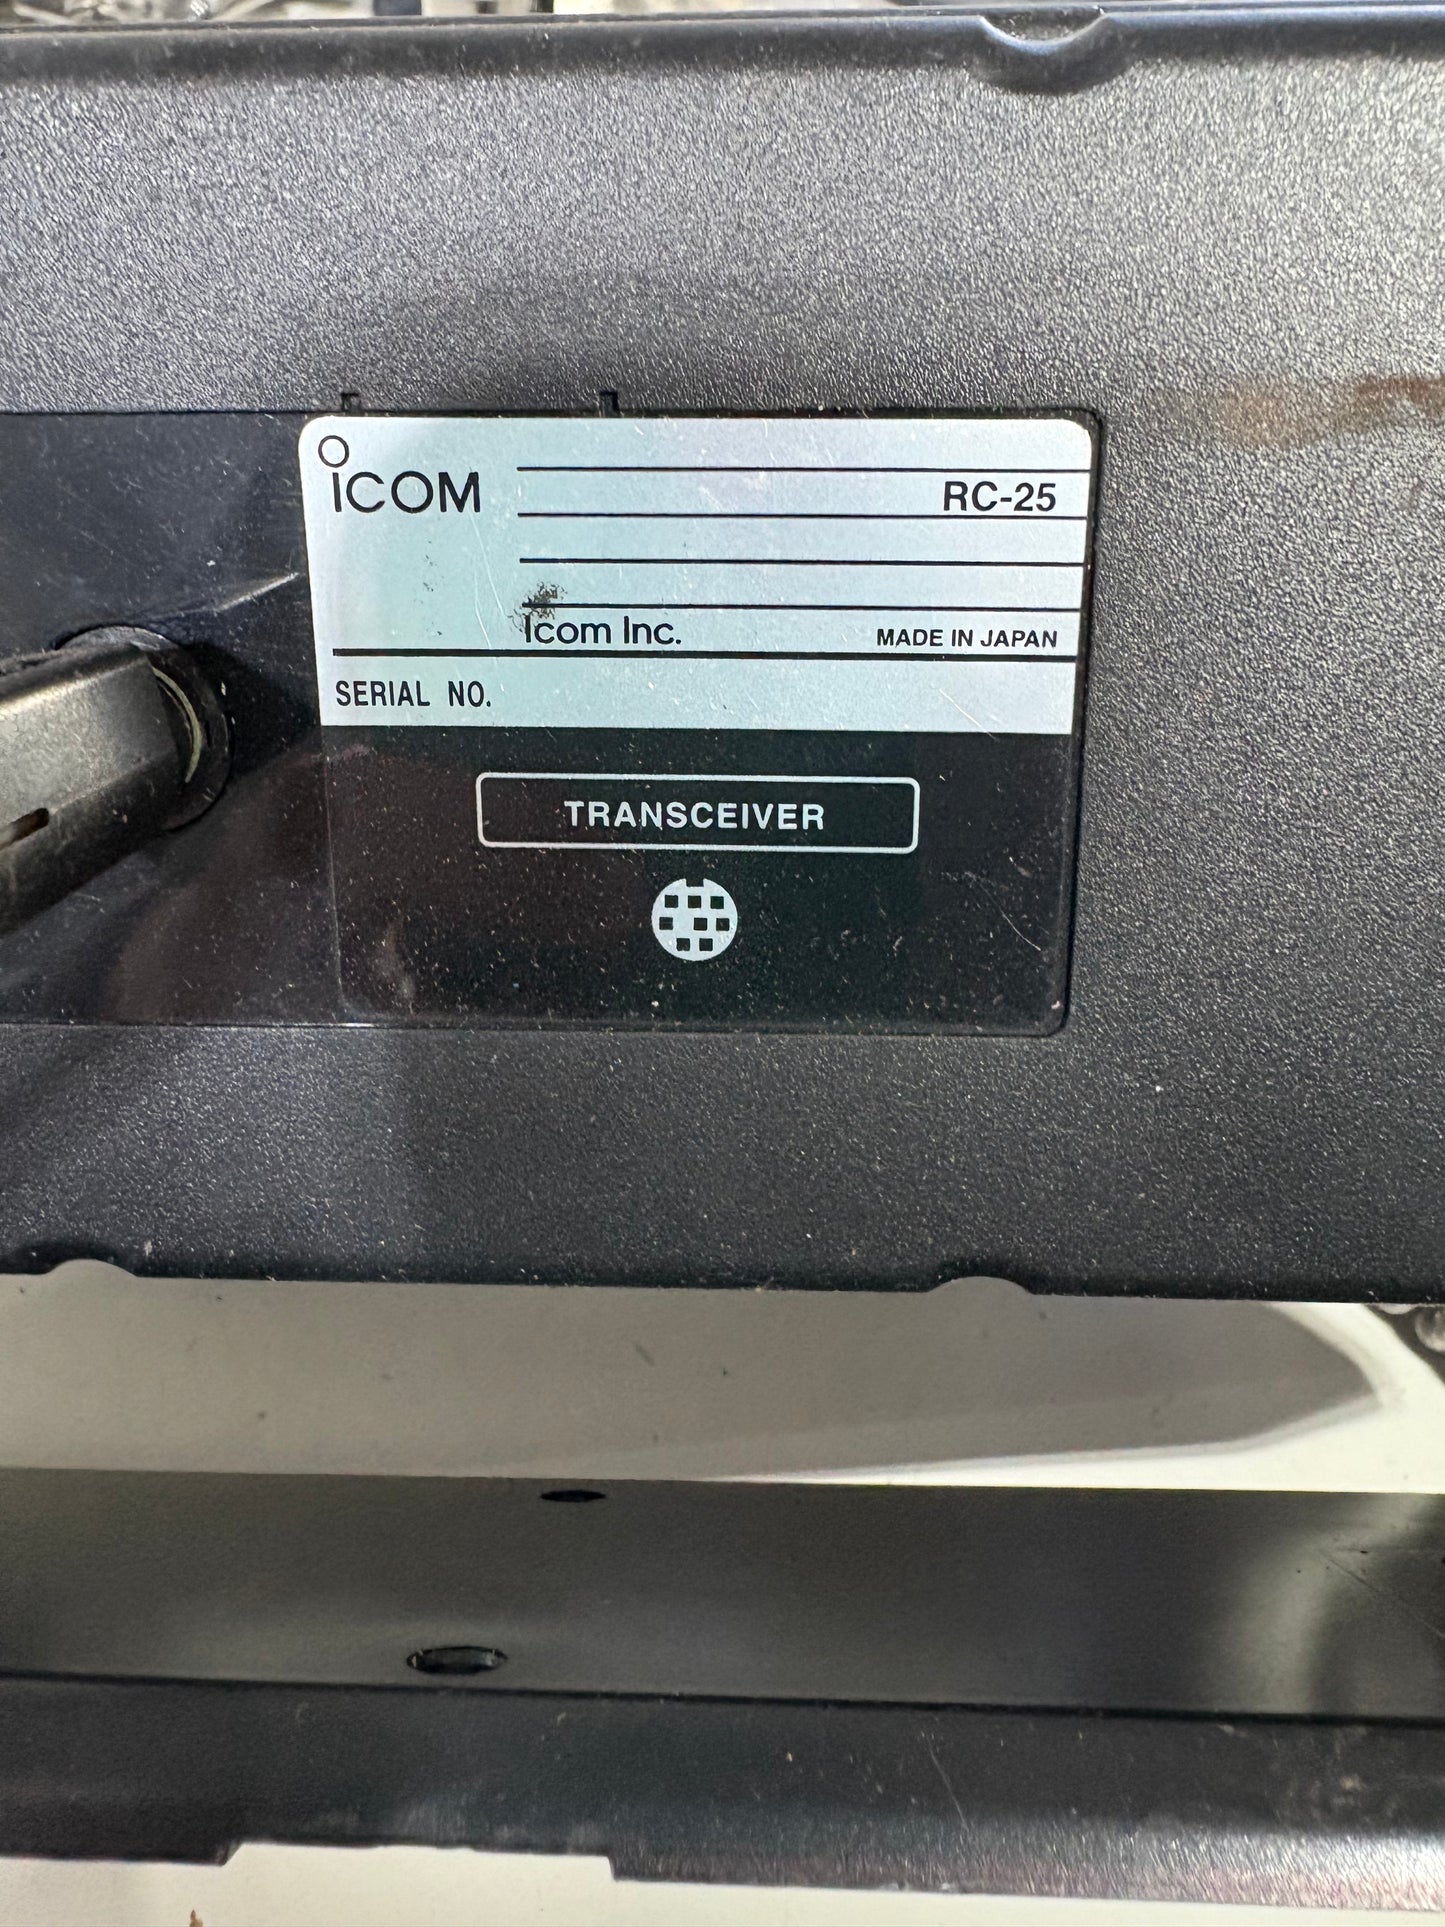 ICOM
RC-25
Icom Inc. MADE IN JAPAN
SERIAL NO.
TRANSCEIVER